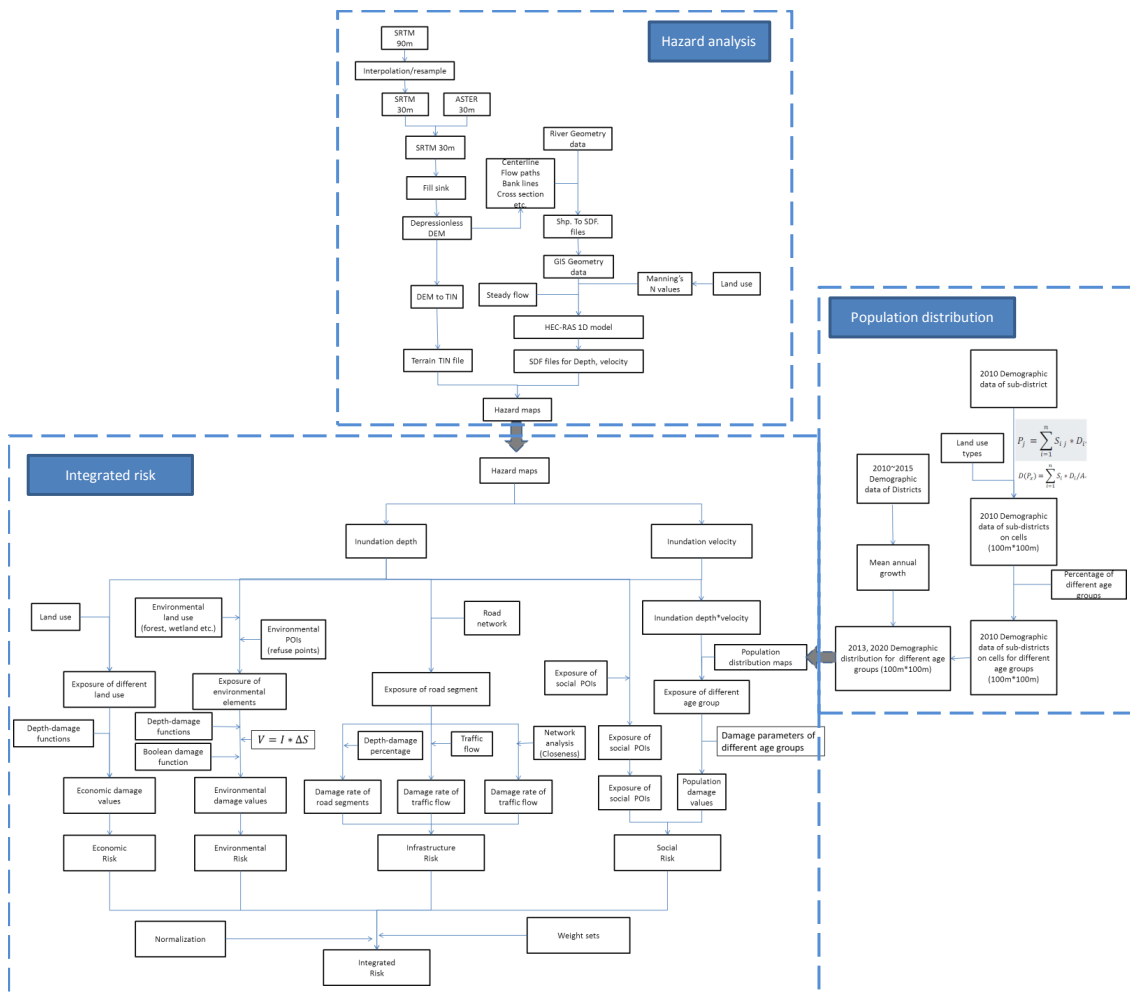 Hazard analysis
SRTM
90m
Interpolation/resample
SRTM
30m
ASTER
30m
SRTM 30m
River Geometry
data
Centerline
Flow paths
Bank lines
Cross section
etc.
Fill sink
Depressionless
DEM
Shp. To SDF.
files
GIS Geometry
data
DEM to TIN
Steady flow
Manning's
N values
Land use
HEC-RAS 1D model
Terrain TIN file
SDF files for Depth, velocity
Hazard maps
Population distribution
2010 Demographic
data of sub-district
Land use
types
P_j = ∑_{i=1}^{n} S_{i j} * D_i.
D(P_x) = ∑_{i=1}^{n} S_i * D_i/A.
2010~2015
Demographic
data of Districts
2010 Demographic
data of sub-districts
on cells
(100m*100m)
Mean annual
growth
Percentage of
different age
groups
2013, 2020 Demographic
distribution for different age
groups (100m*100m)
2010 Demographic
data of sub-districts
on cells for different
age groups
(100m*100m)
Integrated risk
Hazard maps
Inundation depth
Inundation velocity
Land use
Environmental
land use
(forest, wetland etc.)
Environmental
POIs
(refuse points)
Road
network
Inundation depth*velocity
Population
distribution maps
Exposure of different
land use
Exposure of
environmental
elements
Exposure of road segment
Exposure of
social POIs
Exposure of different
age group
Depth-damage
functions
Depth-damage
functions
V = I * ΔS
Boolean damage
function
Depth-damage
percentage
Traffic
flow
Network
analysis
(Closeness)
Exposure of
social POIs
Damage parameters of
different age groups
Economic damage
values
Environmental
damage values
Damage rate of
road segments
Damage rate of
traffic flow
Damage rate of
traffic flow
Exposure of
social POIs
Population
damage
values
Economic
Risk
Environmental
Risk
Infrastructure
Risk
Social
Risk
Normalization
Weight sets
Integrated
Risk